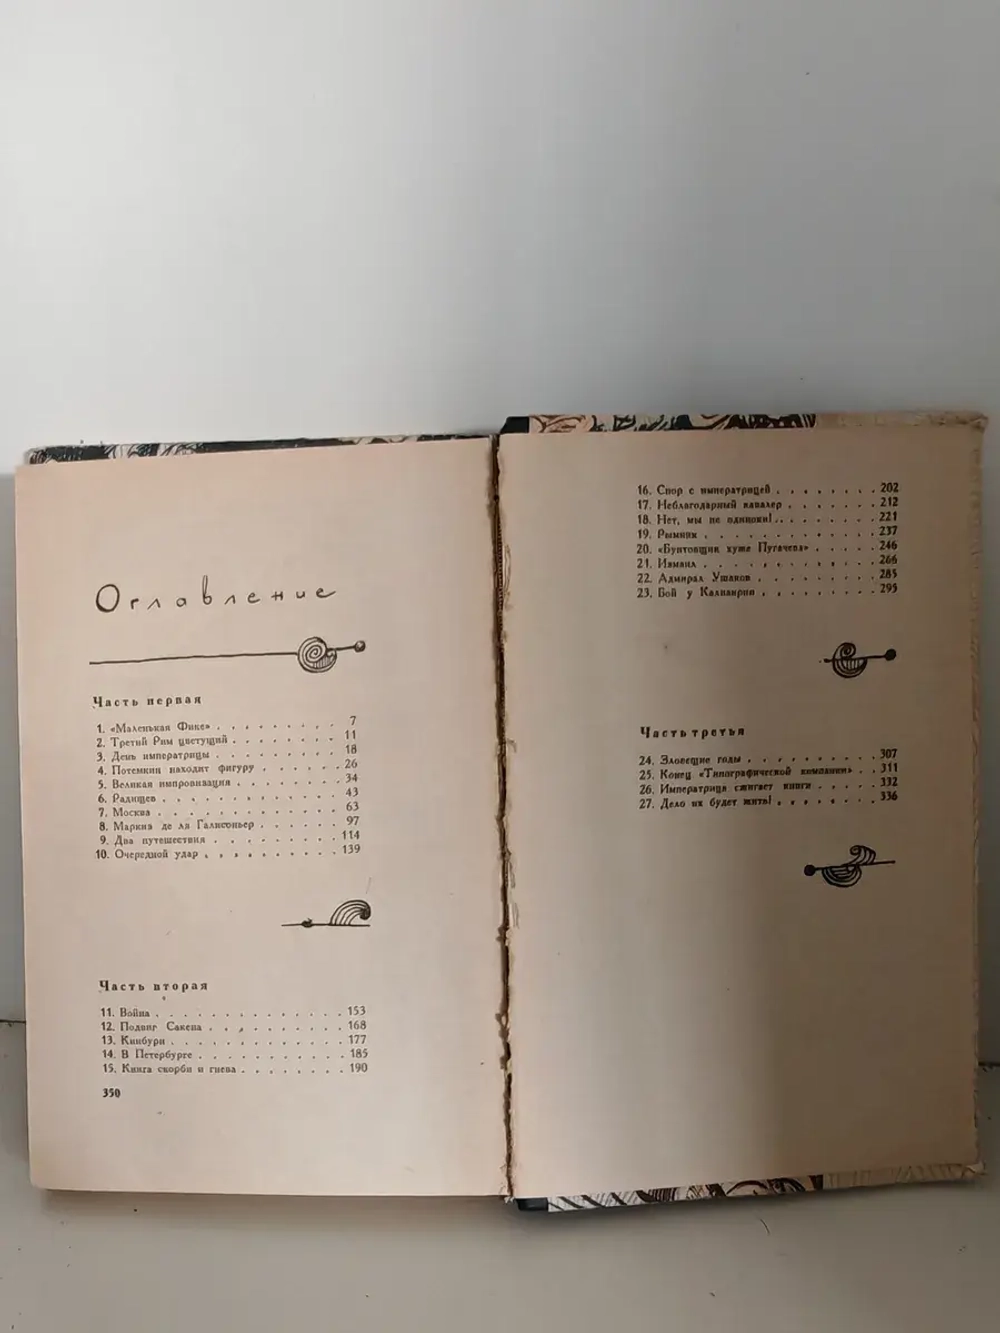 Оглавление
Часть первая
1. «Маленькая Фике» . . . . . . . . . 7
2. Третий Рим цветущий . . . . . . . . 11
3. День императрицы . . . . . . . . . 18
4. Потемкин находит фигуру . . . . . . 26
5. Великая импровизация . . . . . . . . 34
6. Радищев . . . . . . . . . . . . 43
7. Москва . . . . . . . . . . . . . 63
8. Маркиз де ля Галисоньер . . . . . . 97
9. Два путешествия . . . . . . . . . 114
10. Очередной удар . . . . . . . . . . 139
Часть вторая
11. Война . . . . . . . . . . . . . 153
12. Подвиг Сакена . . . . . . . . . . 168
13. Кинбурн . . . . . . . . . . . . 177
14. В Петербурге . . . . . . . . . . 185
15. Книга скорби и гнева . . . . . . . 190
350
16. Спор с императрицей . . . . . . . . 202
17. Неблагодарный кавалер . . . . . . . 212
18. Нет, мы не одиноки! . . . . . . . . 221
19. Рымник . . . . . . . . . . . . . 237
20. «Бунтовщик хуже Пугачева» . . . . . 246
21. Измаил . . . . . . . . . . . . . 266
22. Адмирал Ушаков . . . . . . . . . 285
23. Бой у Калиакрии . . . . . . . . . 295
Часть третья
24. Зловещие годы . . . . . . . . . . 307
25. Конец «Типографической компании» . . 311
26. Императрица сжигает книги . . . . . 332
27. Дело их будет жить! . . . . . . . . 336